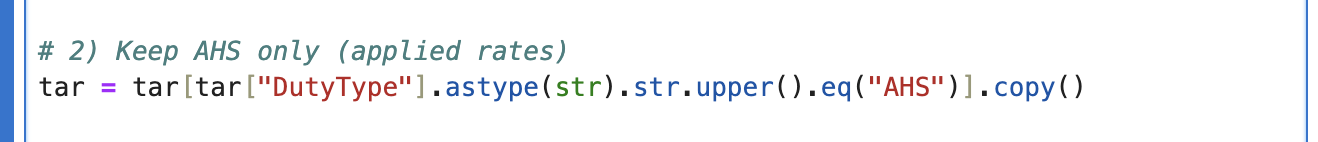 # 2) Keep AHS only (applied rates)
tar = tar[tar["DutyType"].astype(str).str.upper().eq("AHS")].copy()